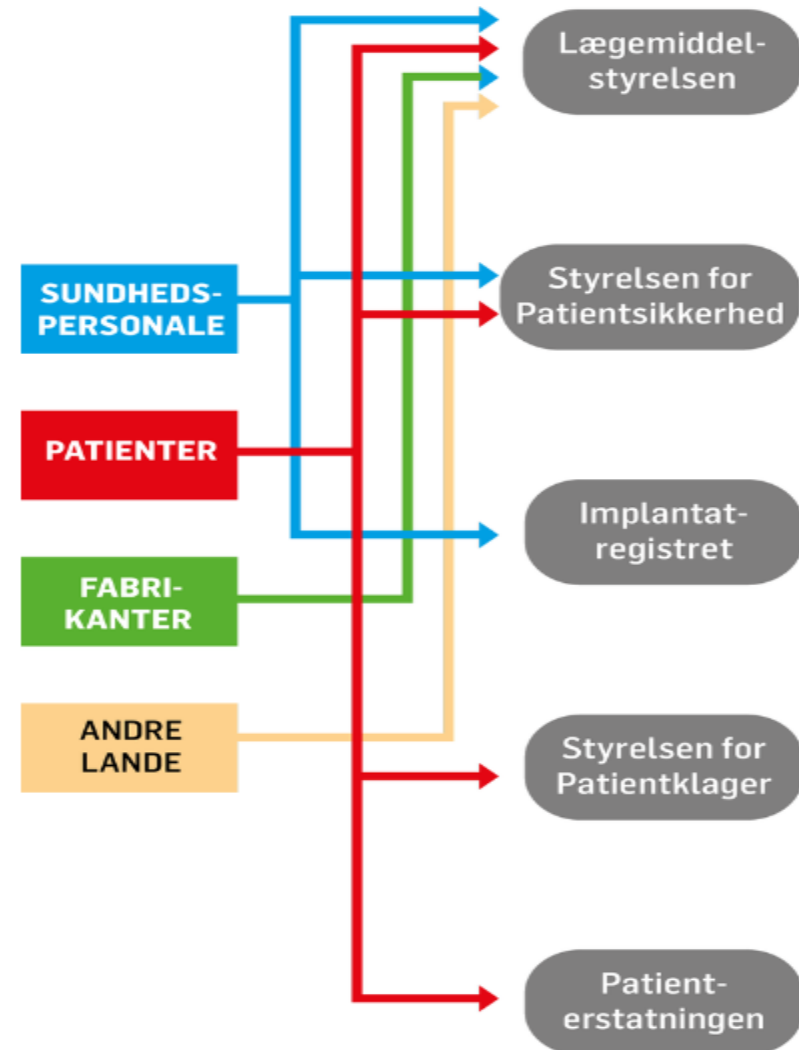 Lægemiddel-
styrelsen
SUNDHEDS-
PERSONALE
Styrelsen for
Patientsikkerhed
PATIENTER
Implantat-
registret
FABRI-
KANTER
ANDRE
LANDE
Styrelsen for
Patientklager
Patient-
erstatningen